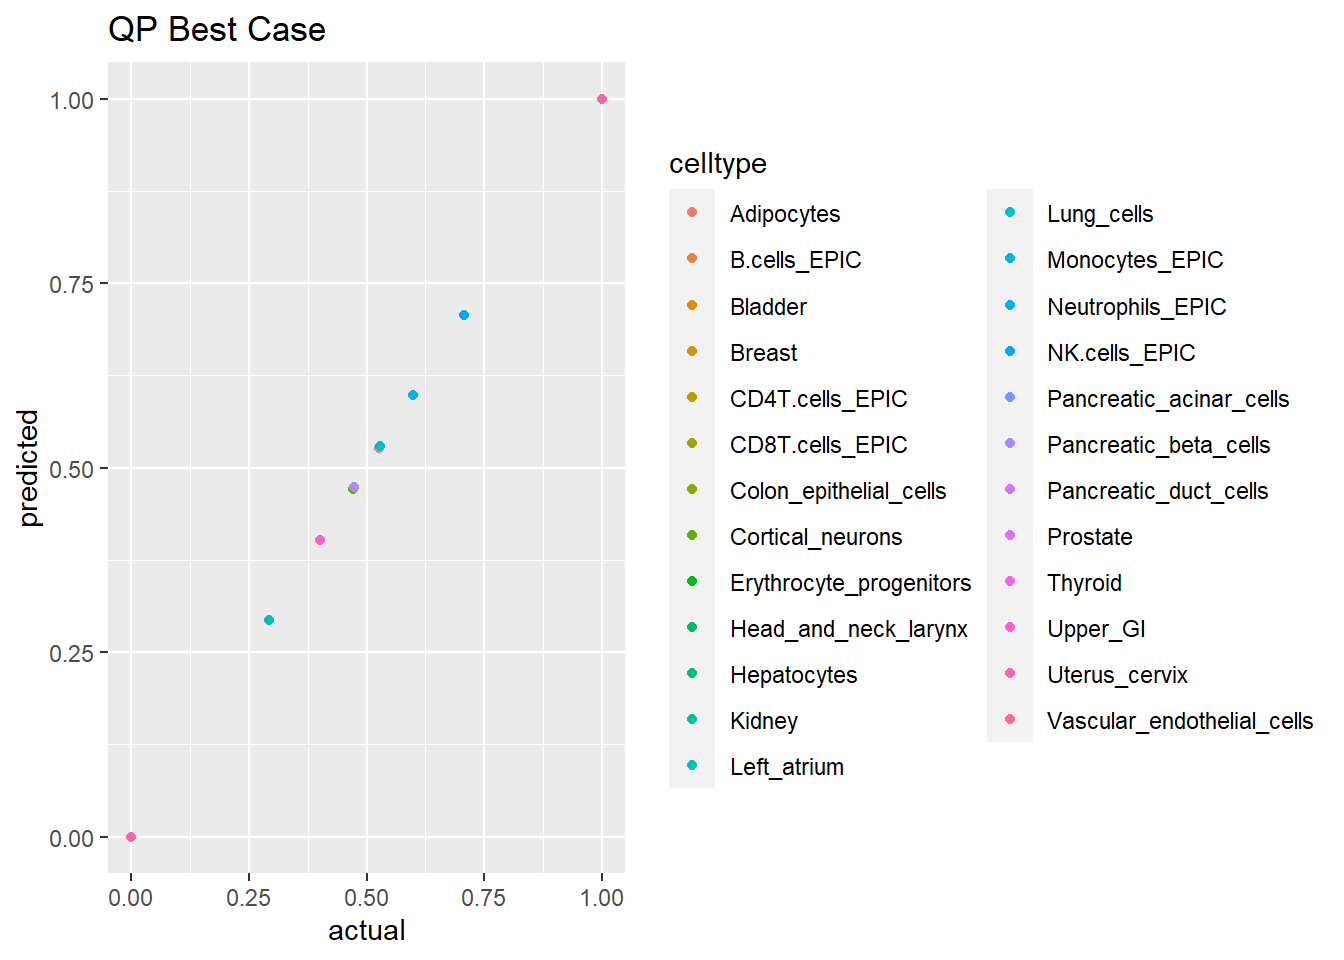 QP Best Case
1.00
0.75
0.50
0.25
0.00
predicted
0.00 0.25 0.50 0.75 1.00
actual
celltype
Adipocytes
B.cells_EPIC
Bladder
Breast
CD4T.cells_EPIC
CD8T.cells_EPIC
Colon_epithelial_cells
Cortical_neurons
Erythrocyte_progenitors
Head_and_neck_larynx
Hepatocytes
Kidney
Left_atrium
Lung_cells
Monocytes_EPIC
Neutrophils_EPIC
NK.cells_EPIC
Pancreatic_acinar_cells
Pancreatic_beta_cells
Pancreatic_duct_cells
Prostate
Thyroid
Upper_GI
Uterus_cervix
Vascular_endothelial_cells